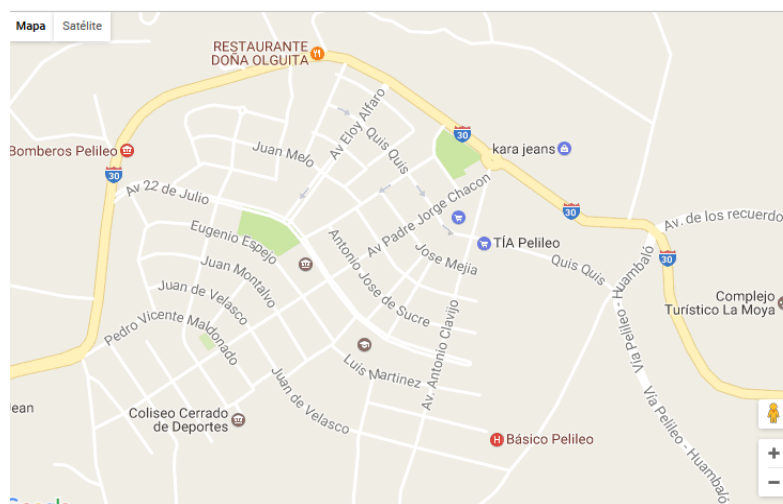 Mapa
Satélite
RESTAURANTE
DOÑA OLGUITA
30
kara jeans
Bomberos Pelileo
30
Juan Melo
Av Eloy Alfaro
Quis Quis
Av 22 de Julio
Av Padre Jorge Chacon
30
Av. de los recuerdo
Eugenio Espejo
Antonio Jose de Sucre
TÍA Pelileo
Jose Mejia
Quis Quis
30
Juan Montalvo
Juan de Velasco
Complejo
Turístico La Moya
Pedro Vicente Maldonado
Av. Antonio Clavijo
Vía Pelileo - Huambaló
Luis Martinez
Juan de Velasco
Vía Pelileo - Huambaló
ean
Coliseo Cerrado
de Deportes
H
Básico Pelileo
+
−
Google